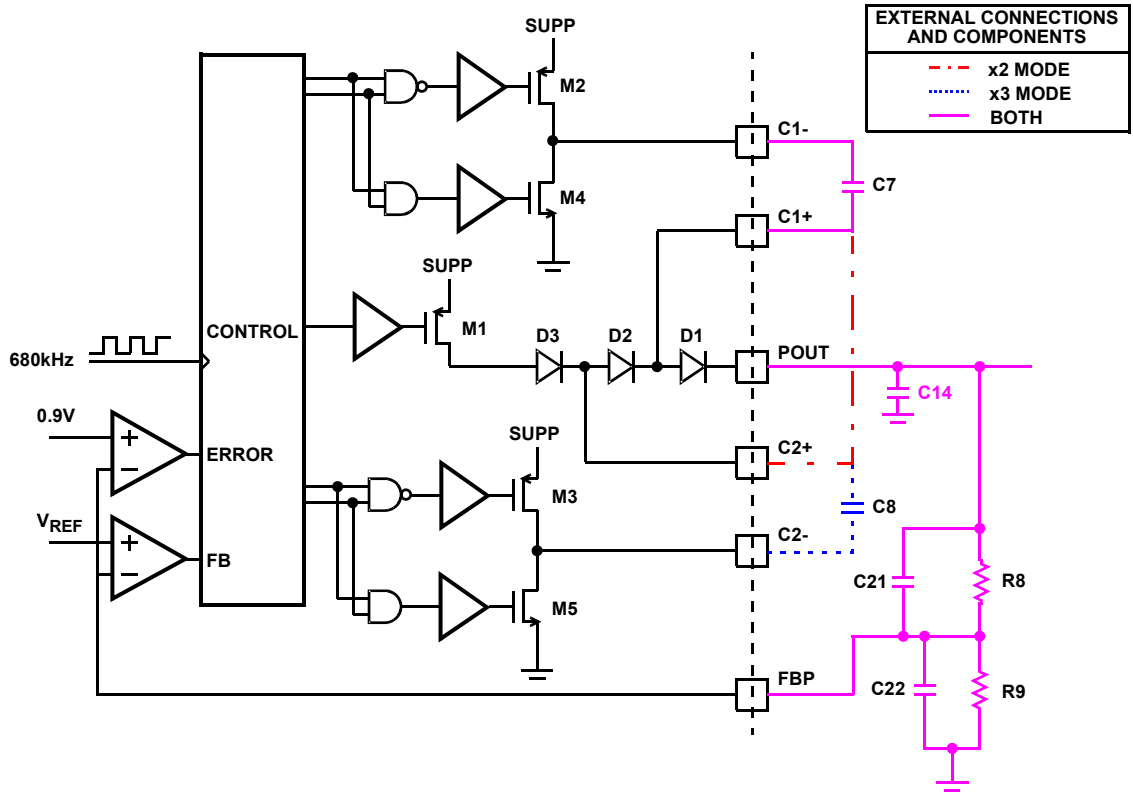 EXTERNAL CONNECTIONS
AND COMPONENTS
x2 MODE
x3 MODE
BOTH
SUPP
M2
C1-
C7
M4
C1+
SUPP
M1
CONTROL
D3
D2
D1
POUT
680kHz
C14
0.9V
SUPP
C2+
ERROR
M3
C8
VREF
C2-
FB
C21
R8
M5
FBP
C22
R9